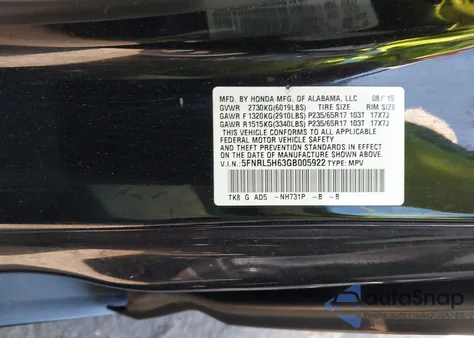 MFD. BY HONDA MFG. OF ALABAMA, LLC 08/15
GVWR 2730KG(6019LBS) TIRE SIZE RIM SIZE
GAWR F 1320KG(2910LBS) P235/65R17 103T 17X7J
GAWR R 1515KG(3340LBS) P235/65R17 103T 17X7J
THIS VEHICLE CONFORMS TO ALL APPLICABLE
FEDERAL MOTOR VEHICLE SAFETY STANDARDS IN
EFFECT ON THE DATE OF MANUFACTURE SHOWN ABOVE.
V.I.N.: 5FNRL5H63GB005922 TYPE: MPV
TK8 G AD5 -NH731P -B -B
autoSnap